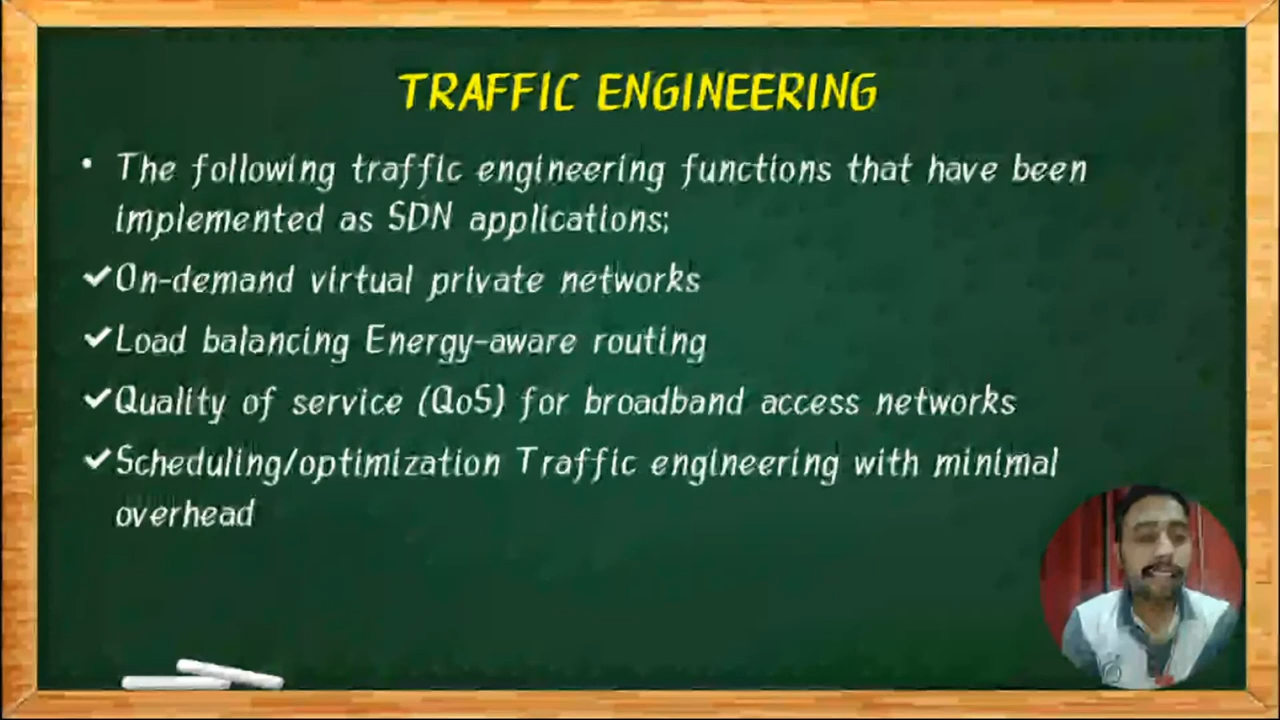 TRAFFIC ENGINEERING
• The following traffic engineering functions that have been
implemented as SDN applications:
✔On-demand virtual private networks
✔Load balancing Energy-aware routing
✔Quality of service (QoS) for broadband access networks
✔Scheduling/optimization Traffic engineering with minimal
overhead